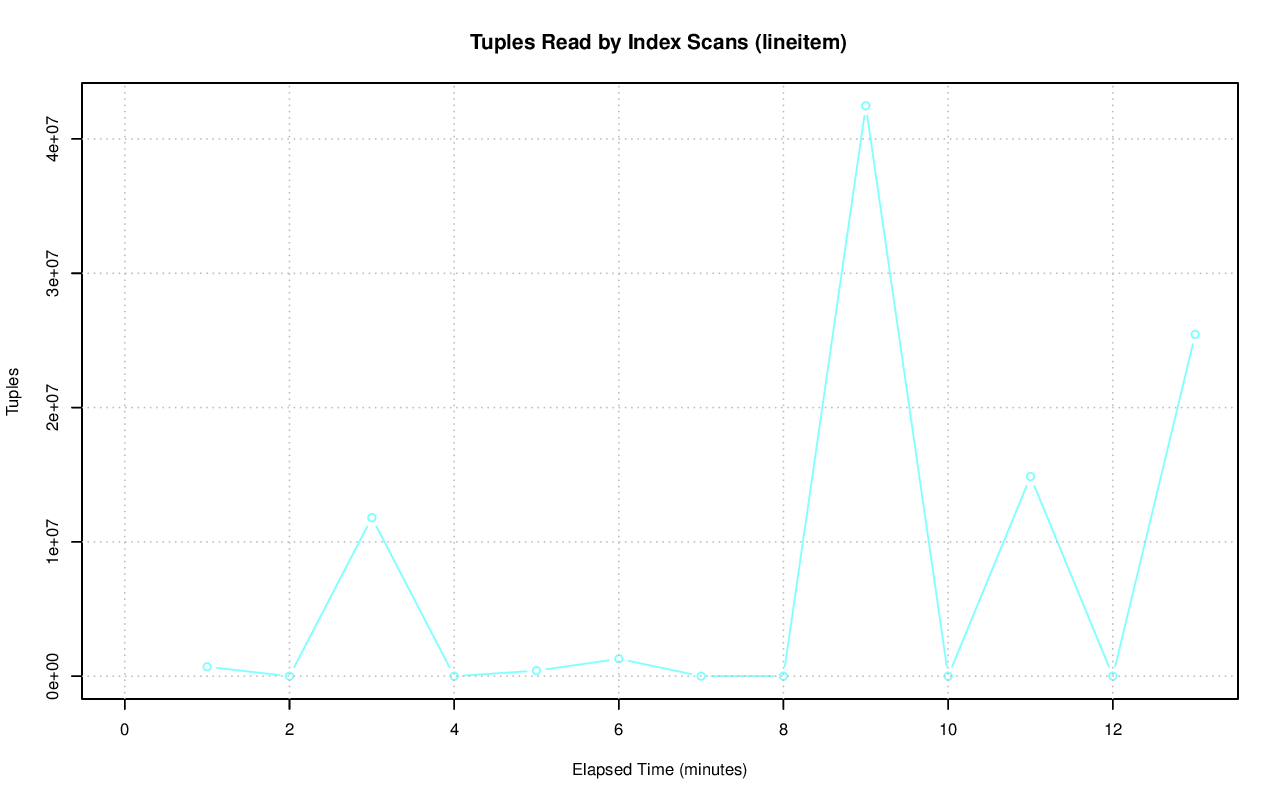 Tuples Read by Index Scans (lineitem)
4e+07
3e+07
2e+07
1e+07
0e+00
Tuples
0 2 4 6 8 10 12
Elapsed Time (minutes)